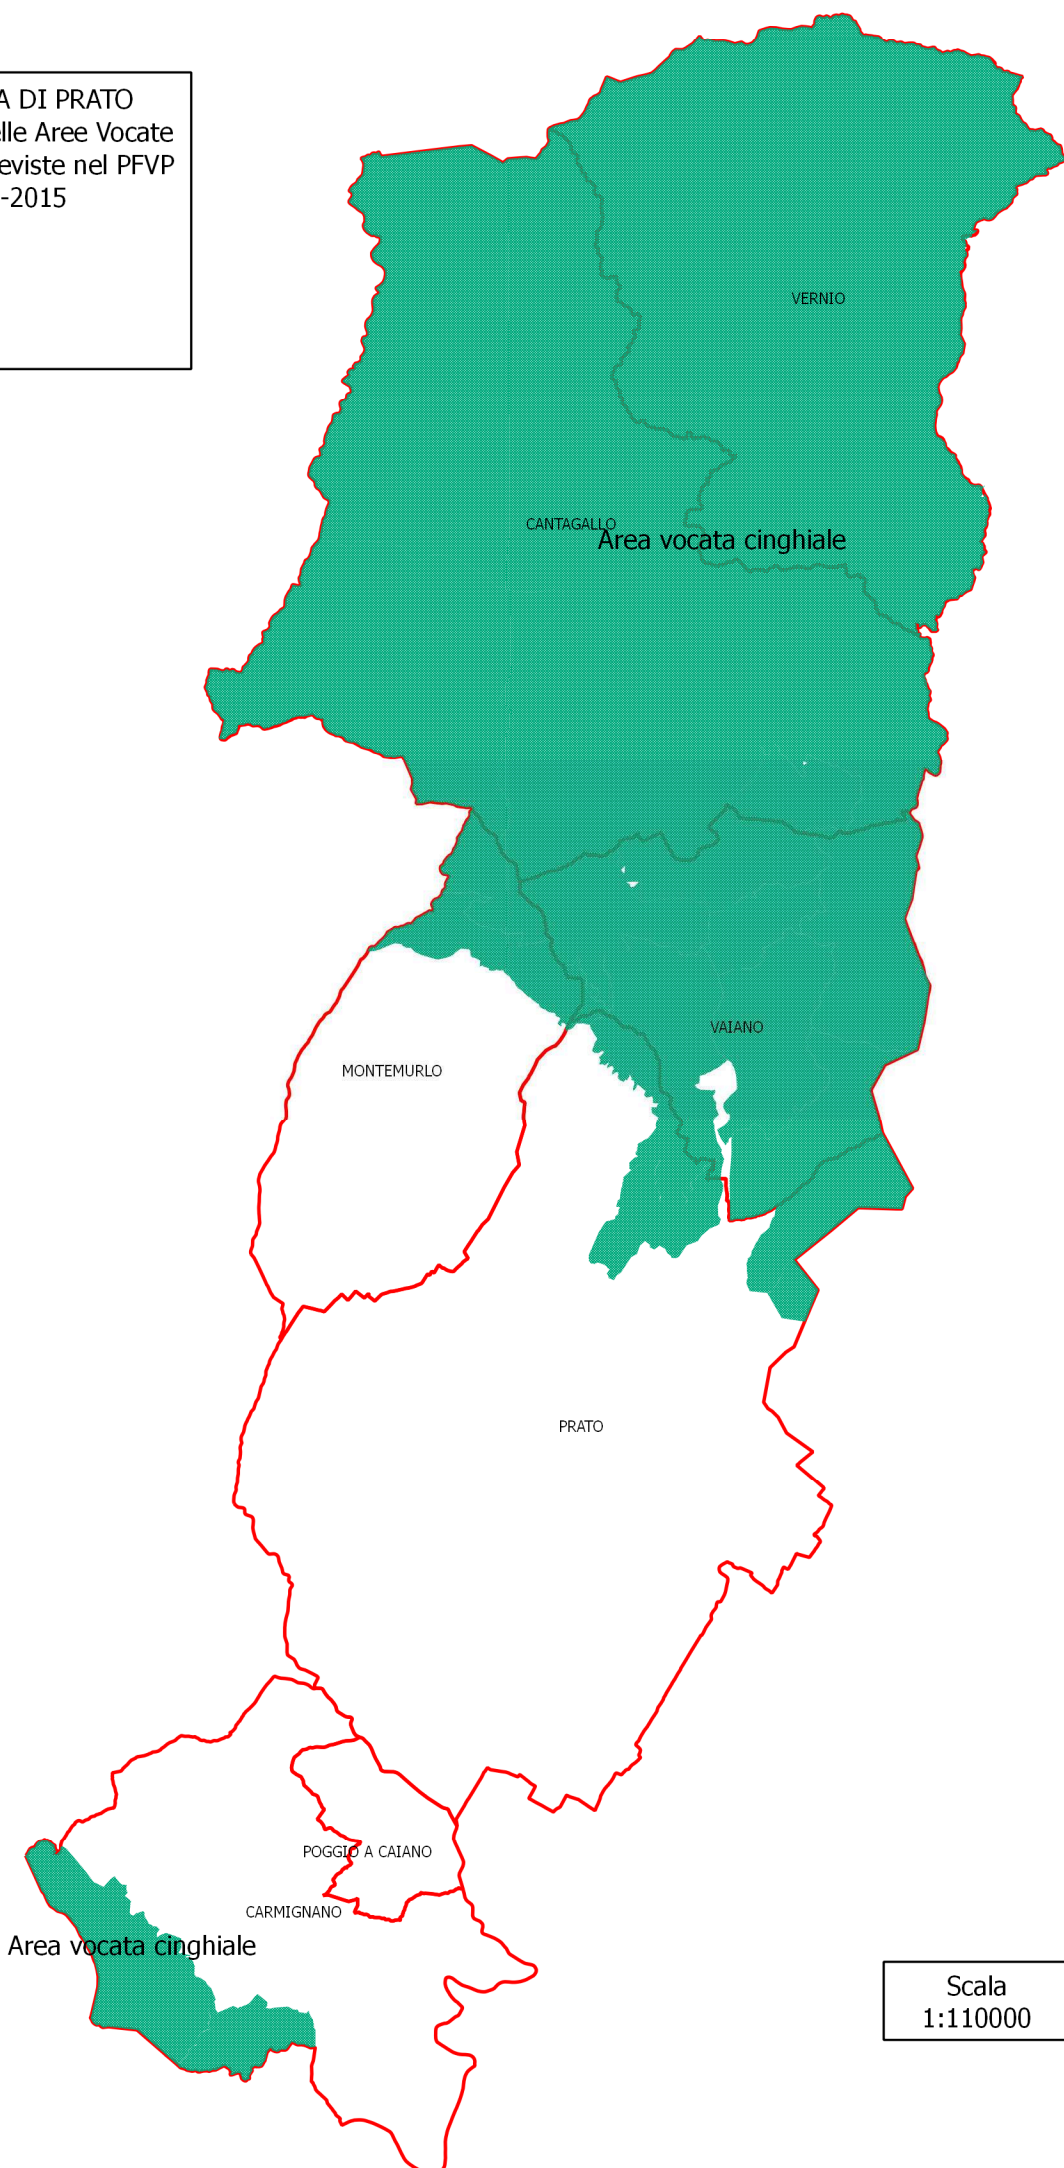 A DI PRATO
elle Aree Vocate
eviste nel PFVP
-2015
VERNIO
CANTAGALLO
Area vocata cinghiale
VAIANO
MONTEMURLO
PRATO
POGGIO A CAIANO
CARMIGNANO
Area vocata cinghiale
Scala
1:110000